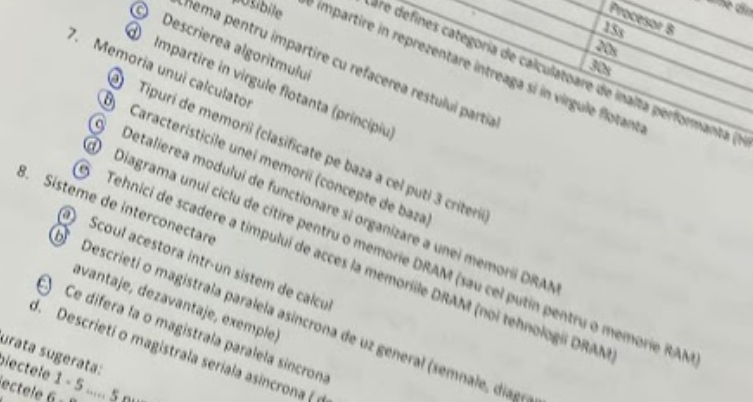 Procesor B
15s
20s
30s
care defines categoria de calculatoare de inalta performanta
impartire in reprezentare intreaga si in virgule flotanta
posibile
pentru impartire cu refacerea restului partial
c Descrierea algoritmului
d Impartire in virgule flotanta (principiu)
7. Memoria unui calculator
a Tipuri de memorii (clasificate pe baza a cel puti 3 criterii)
b Caracteristicile unei memorii (concepte de baza)
c Detalierea modului de functionare si organizare a unei memorii DRAM
d Diagrama unui ciclu de citire pentru o memorie DRAM (sau cel putin pentru o memorie RAM)
e Tehnici de scadere a timpului de acces la memoriile DRAM (noi tehnologii DRAM)
8. Sisteme de interconectare
a Scoul acestora intr-un sistem de calcul
b Descrieti o magistrala paralela asincrona de uz general (semnale, diagram
avantaje, dezavantaje, exemple)
c Ce difera la o magistrala paralela sincrona
d. Descrieti o magistrala seriala asincrona (
urata sugerata:
biectele 1 - 5 ..... 5
iectele 6